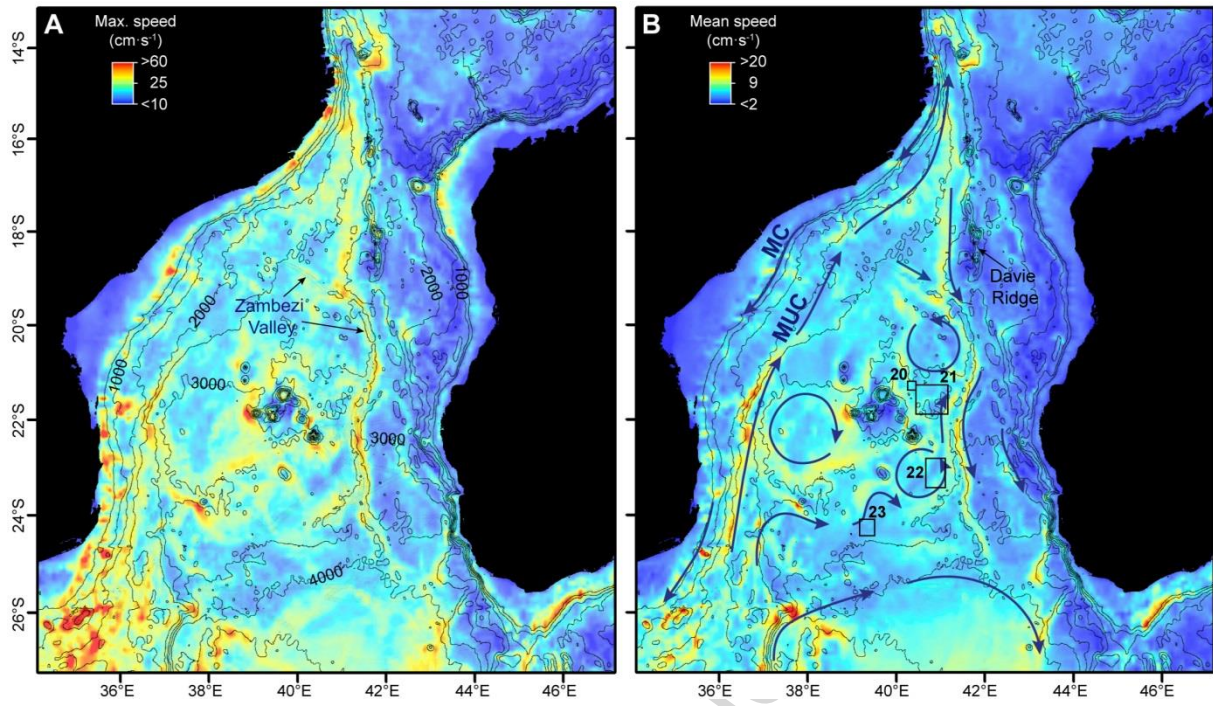 A
Max. speed
(cm·s⁻¹)
>60
25
<10
14°S
16°S
18°S
20°S
22°S
24°S
26°S
2000
1000
2000
Zambezi
Valley
1000
3000
3000
4000
36°E
38°E
40°E
42°E
44°E
46°E
B
Mean speed
(cm·s⁻¹)
>20
9
<2
MC
MUC
Davie
Ridge
20
21
22
23
36°E
38°E
40°E
42°E
44°E
46°E